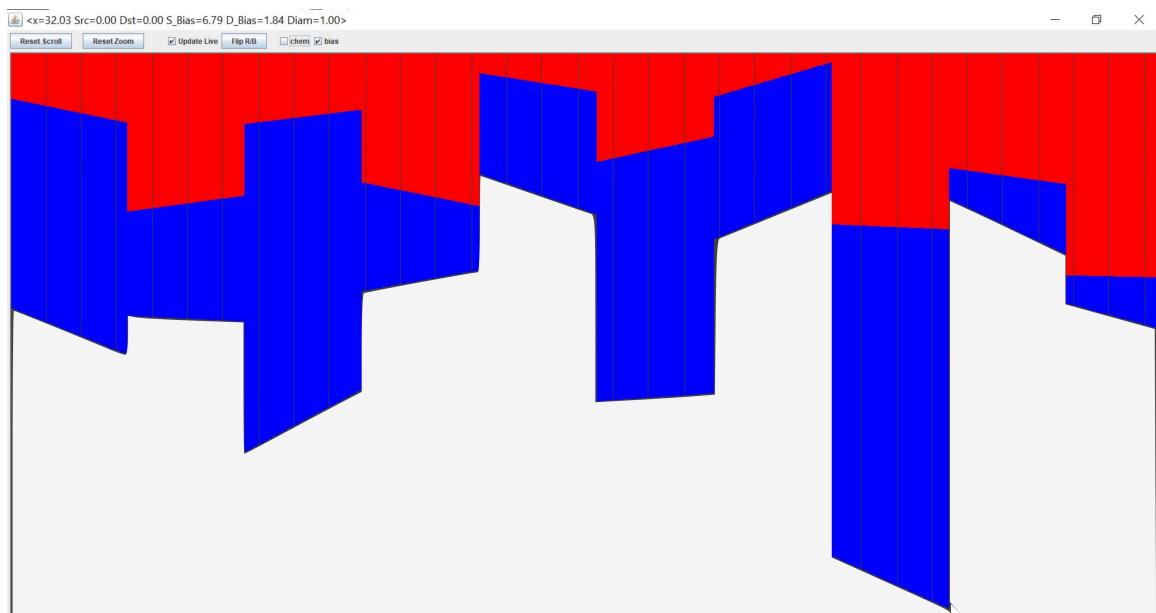 <x=32.03 Src=0.00 Dst=0.00 S_Bias=6.79 D_Bias=1.84 Diam=1.00>
Reset Scroll Reset Zoom Update Live Flip R/B chem bias